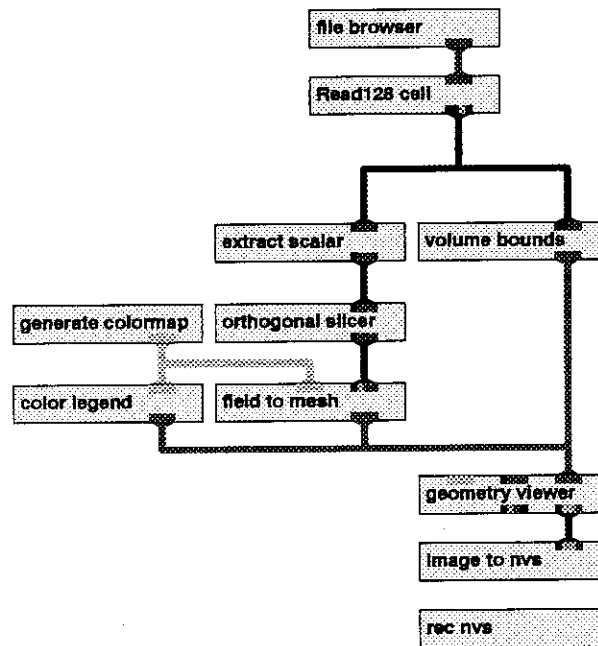 file browser
Read128 cell
extract scalar
volume bounds
generate colormap
orthogonal slicer
color legend
field to mesh
geometry viewer
image to nvs
rec nvs